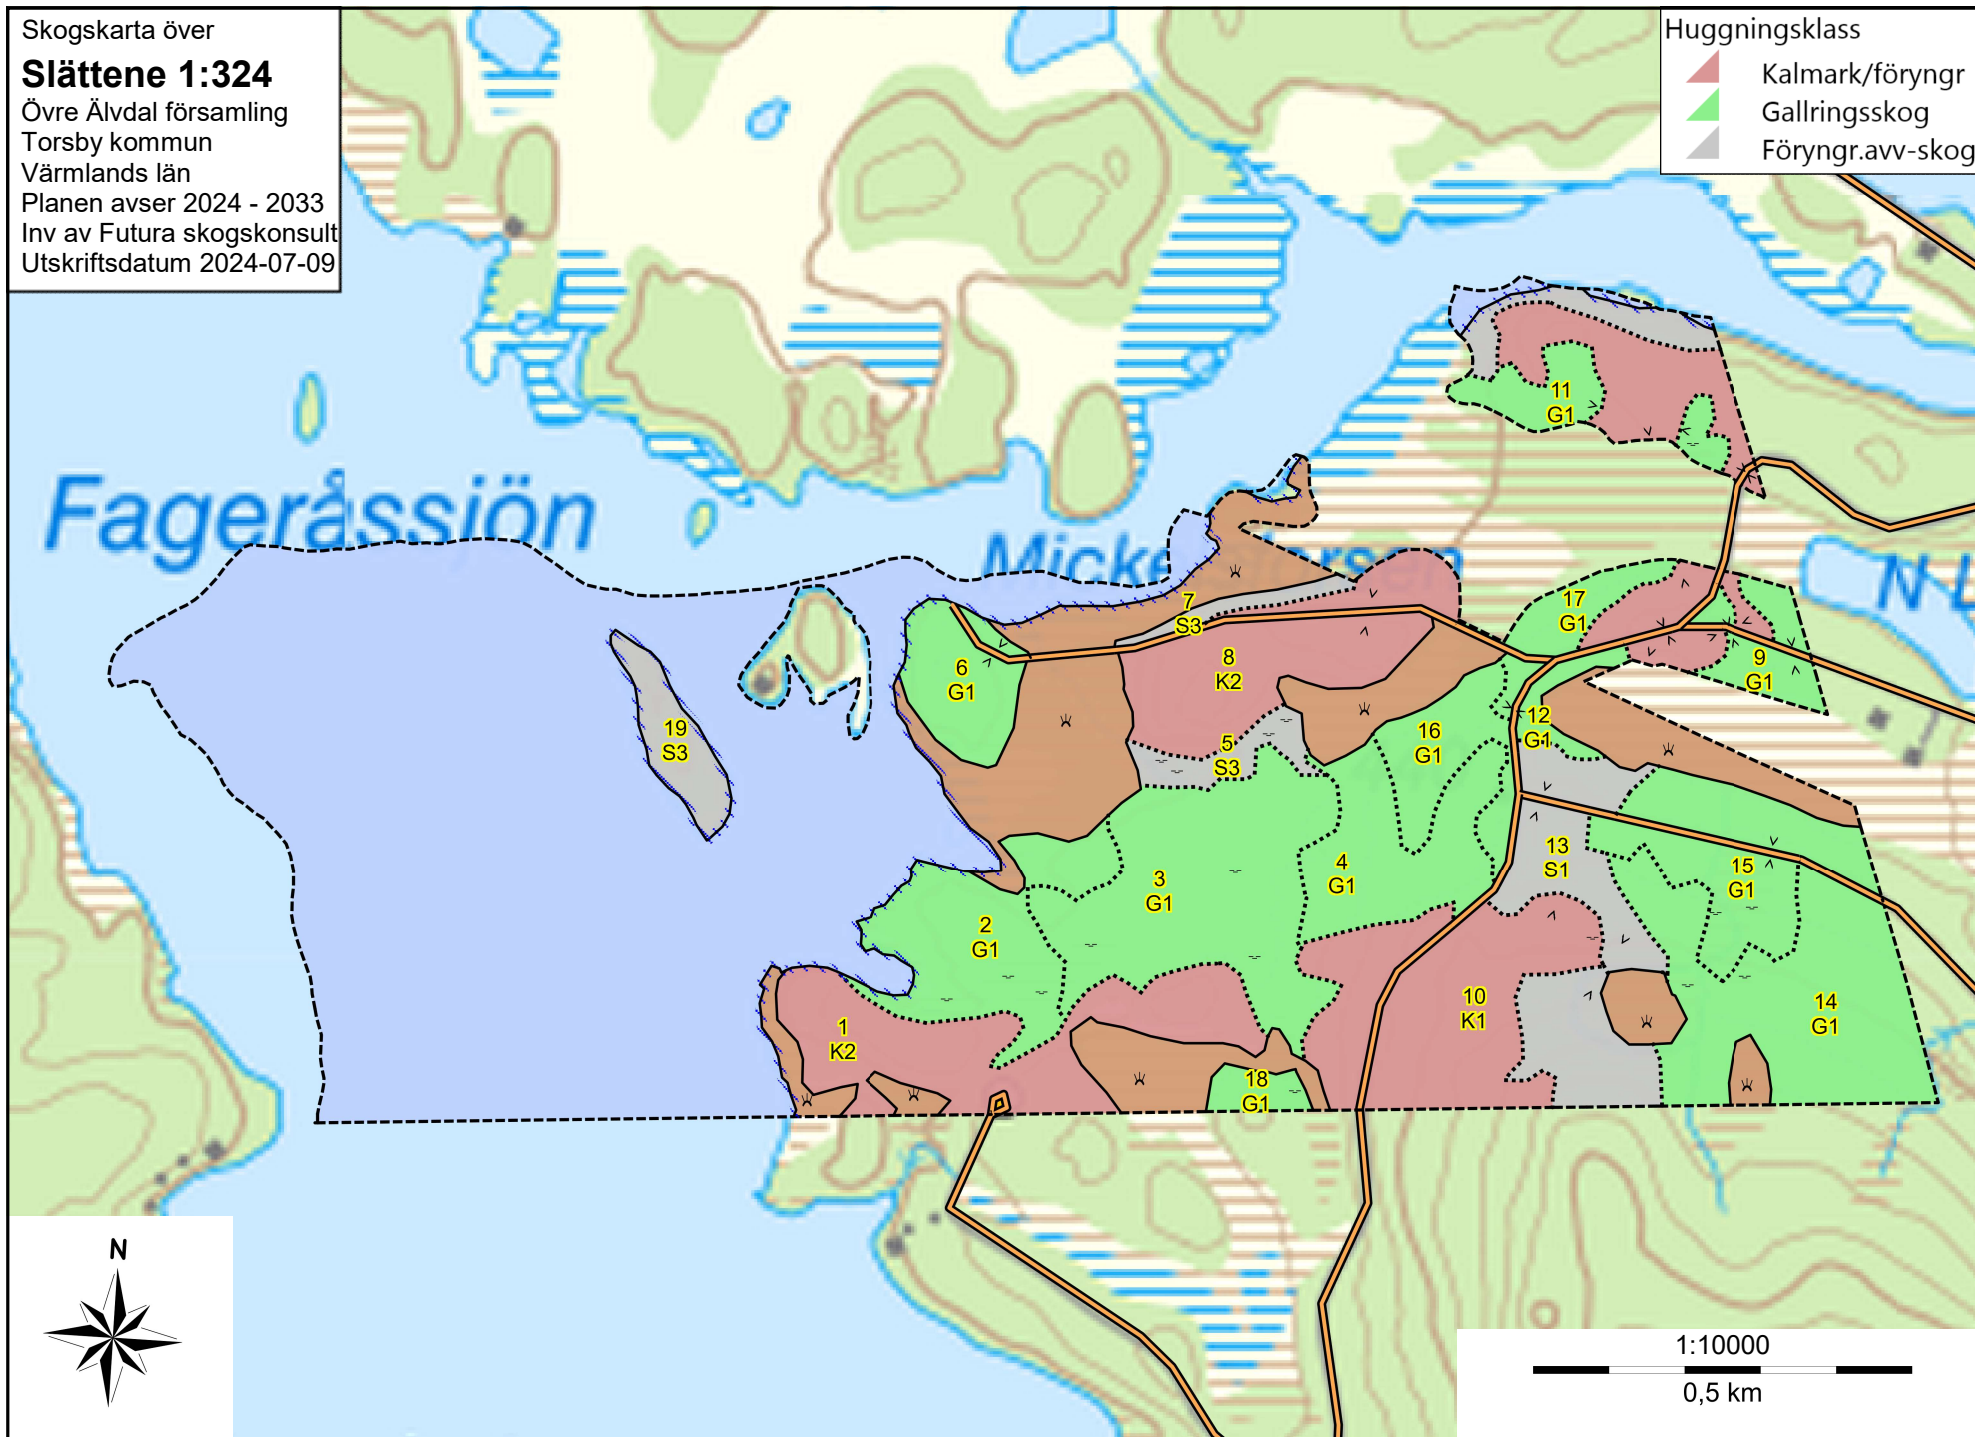 Skogskarta över
Slättene 1:324
Övre Älvdal församling
Torsby kommun
Värmlands län
Planen avser 2024 - 2033
Inv av Futura skogskonsult
Utskriftsdatum 2024-07-09
Huggningsklass
Kalmark/föryngr
Gallringsskog
Föryngr.avv-skog
Fageråssjön
11
G1
7
S3
17
G1
N L
6
G1
8
K2
9
G1
19
S3
5
S3
16
G1
12
G1
3
G1
4
G1
13
S1
15
G1
2
G1
1
K2
10
K1
14
G1
18
G1
N
1:10000
0,5 km